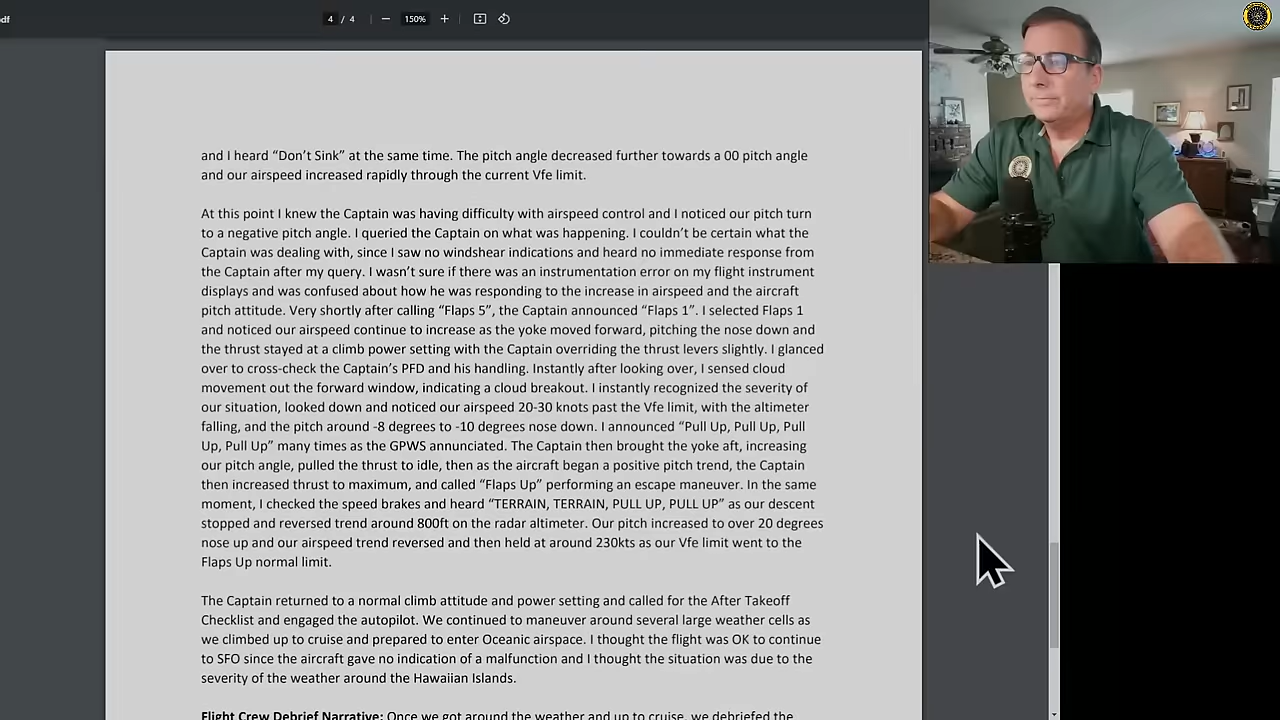 df
4 / 4
150%
and I heard “Don’t Sink” at the same time. The pitch angle decreased further towards a 00 pitch angle
and our airspeed increased rapidly through the current Vfe limit.
At this point I knew the Captain was having difficulty with airspeed control and I noticed our pitch turn
to a negative pitch angle. I queried the Captain on what was happening. I couldn’t be certain what the
Captain was dealing with, since I saw no windshear indications and heard no immediate response from
the Captain after my query. I wasn’t sure if there was an instrumentation error on my flight instrument
displays and was confused about how he was responding to the increase in airspeed and the aircraft
pitch attitude. Very shortly after calling “Flaps 5”, the Captain announced “Flaps 1”. I selected Flaps 1
and noticed our airspeed continue to increase as the yoke moved forward, pitching the nose down and
the thrust stayed at a climb power setting with the Captain overriding the thrust levers slightly. I glanced
over to cross-check the Captain’s PFD and his handling. Instantly after looking over, I sensed cloud
movement out the forward window, indicating a cloud breakout. I instantly recognized the severity of
our situation, looked down and noticed our airspeed 20-30 knots past the Vfe limit, with the altimeter
falling, and the pitch around -8 degrees to -10 degrees nose down. I announced “Pull Up, Pull Up, Pull
Up, Pull Up” many times as the GPWS annunciated. The Captain then brought the yoke aft, increasing
our pitch angle, pulled the thrust to idle, then as the aircraft began a positive pitch trend, the Captain
then increased thrust to maximum, and called “Flaps Up” performing an escape maneuver. In the same
moment, I checked the speed brakes and heard “TERRAIN, TERRAIN, PULL UP, PULL UP” as our descent
stopped and reversed trend around 800ft on the radar altimeter. Our pitch increased to over 20 degrees
nose up and our airspeed trend reversed and then held at around 230kts as our Vfe limit went to the
Flaps Up normal limit.
The Captain returned to a normal climb attitude and power setting and called for the After Takeoff
Checklist and engaged the autopilot. We continued to maneuver around several large weather cells as
we climbed up to cruise and prepared to enter Oceanic airspace. I thought the flight was OK to continue
to SFO since the aircraft gave no indication of a malfunction and I thought the situation was due to the
severity of the weather around the Hawaiian Islands.
Flight Crew Debrief Narrative: Once we got around the weather and up to cruise, we debriefed the